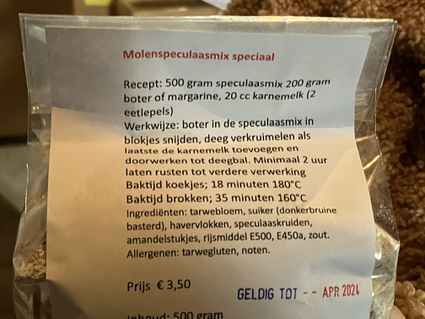 Molenspeculaasmix speciaal
Recept: 500 gram speculaasmix 200 gram
boter of margarine, 20 cc karnemelk (2
eetlepels)
Werkwijze: boter in de speculaasmix in
blokjes snijden, deeg verkruimelen als
laatste de karnemelk toevoegen en
doorwerken tot deegbal. Minimaal 2 uur
laten rusten tot verdere verwerking
Baktijd koekjes; 18 minuten 180°C
Baktijd brokken; 35 minuten 160°C
Ingrediënten: tarwebloem, suiker (donkerbruine
basterd), havervlokken, speculaaskruiden,
amandelstukjes, rijsmiddel E500, E450a, zout.
Allergenen: tarwegluten, noten.
Prijs € 3,50
GELDIG TOT -- APR 2024
Inhoud: 500 gram